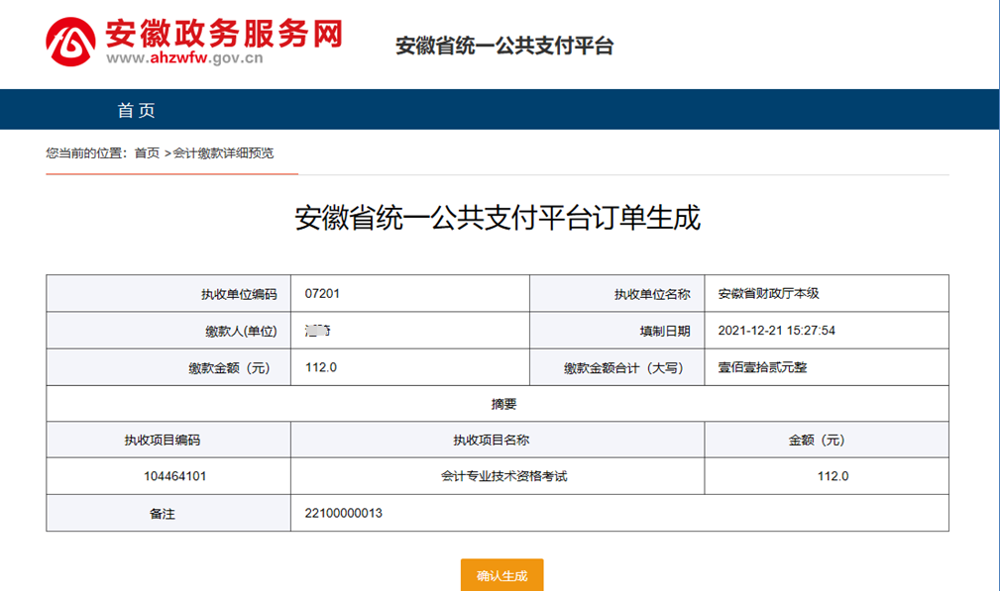 安徽政务服务网
www.ahzwfw.gov.cn
安徽省统一公共支付平台
首页
您当前的位置：首页 >会计缴款详细预览
安徽省统一公共支付平台订单生成
执收单位编码 07201 执收单位名称 安徽省财政厅本级
缴款人(单位) 填制日期 2021-12-21 15:27:54
缴款金额（元） 112.0 缴款金额合计（大写） 壹佰壹拾贰元整
摘要
执收项目编码 执收项目名称 金额（元）
104464101 会计专业技术资格考试 112.0
备注 22100000013
确认生成